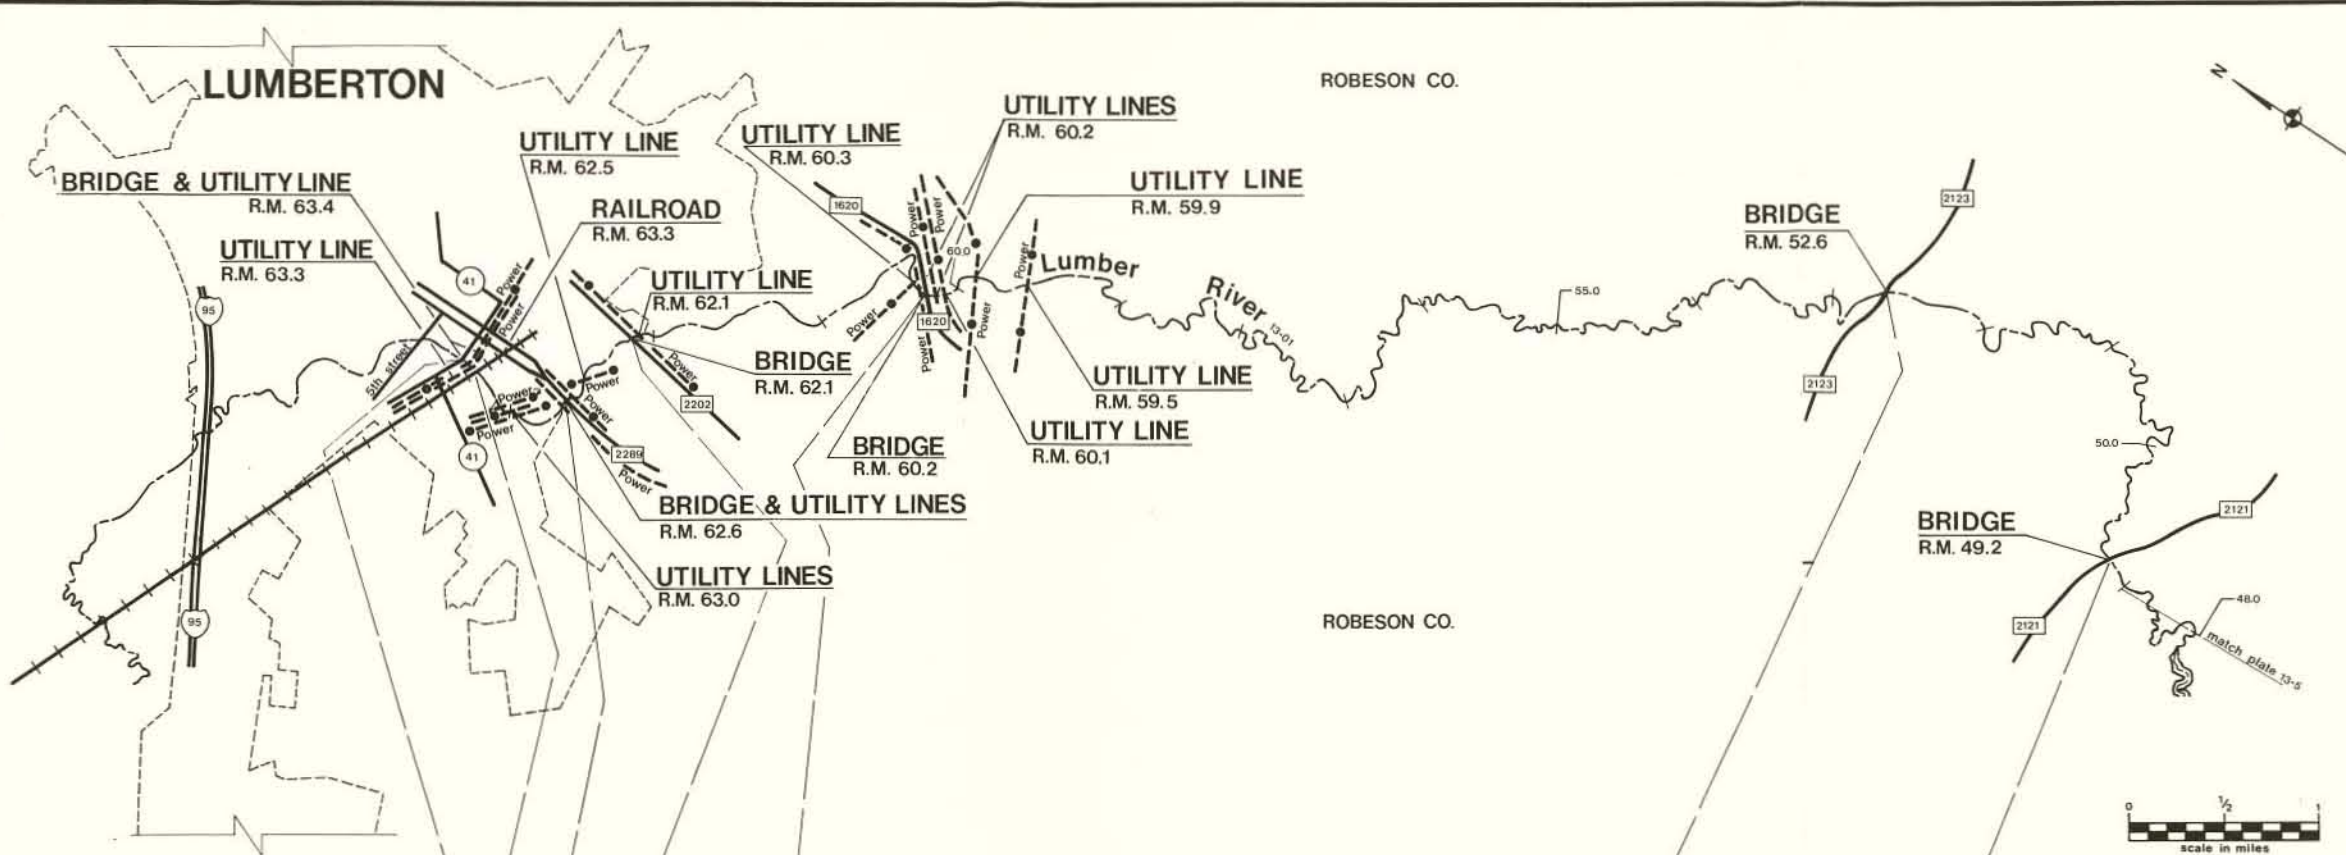 LUMBERTON
ROBESON CO.
N
UTILITY LINES
R.M. 60.2
UTILITY LINE
R.M. 60.3
UTILITY LINE
R.M. 62.5
BRIDGE & UTILITY LINE
R.M. 63.4
UTILITY LINE
R.M. 59.9
RAILROAD
R.M. 63.3
UTILITY LINE
R.M. 63.3
UTILITY LINE
R.M. 62.1
BRIDGE
R.M. 52.6
2123
1620
Power
Power
60.0
Power
Lumber
River
13-01
55.0
41
Power
Power
95
5th street
Power
1620
Power
Power
BRIDGE
R.M. 62.1
UTILITY LINE
R.M. 59.5
2123
Power
Power
Power
Power
2202
Power
41
2289
Power
BRIDGE
R.M. 60.2
UTILITY LINE
R.M. 60.1
50.0
BRIDGE & UTILITY LINES
R.M. 62.6
BRIDGE
R.M. 49.2
2121
UTILITY LINES
R.M. 63.0
95
ROBESON CO.
48.0
2121
match plate 13-5
0 1/2 1
scale in miles